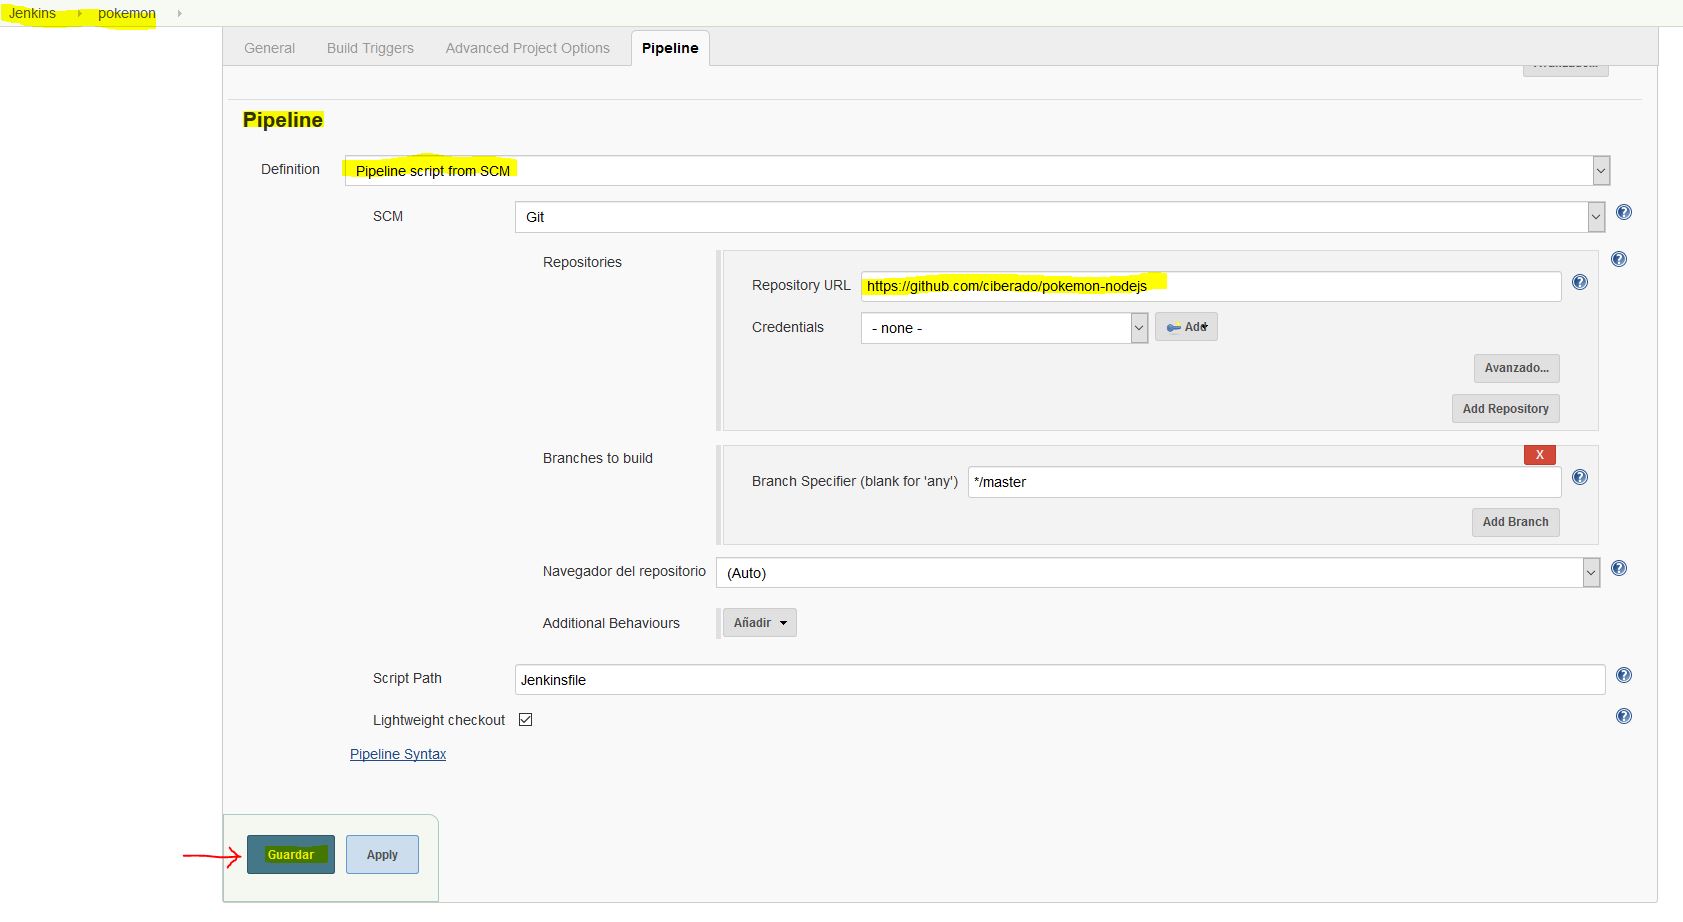 Jenkins pokemon
General Build Triggers Advanced Project Options Pipeline
Pipeline
Definition Pipeline script from SCM
SCM Git
Repositories
Repository URL https://github.com/ciberado/pokemon-nodejs
Credentials - none - Add
Avanzado...
Add Repository
Branches to build
X
Branch Specifier (blank for 'any') */master
Add Branch
Navegador del repositorio (Auto)
Additional Behaviours Añadir
Script Path Jenkinsfile
Lightweight checkout
Pipeline Syntax
Guardar Apply